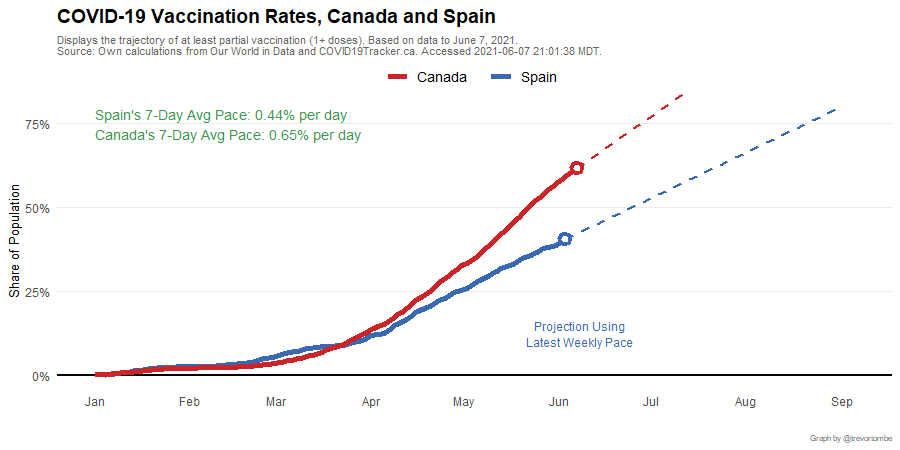 COVID-19 Vaccination Rates, Canada and Spain
Displays the trajectory of at least partial vaccination (1+ doses). Based on data to June 7, 2021.
Source: Own calculations from Our World in Data and COVID19Tracker.ca. Accessed 2021-06-07 21:01:38 MDT.
Canada Spain
Spain's 7-Day Avg Pace: 0.44% per day
Canada's 7-Day Avg Pace: 0.65% per day
75%
50%
25%
0%
Share of Population
Projection Using
Latest Weekly Pace
Jan Feb Mar Apr May Jun Jul Aug Sep
Graph by @trevortombe